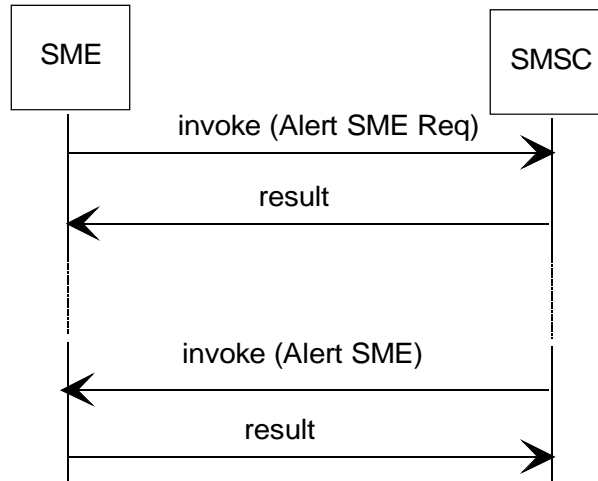 SME
SMSC
invoke (Alert SME Req)
result
invoke (Alert SME)
result